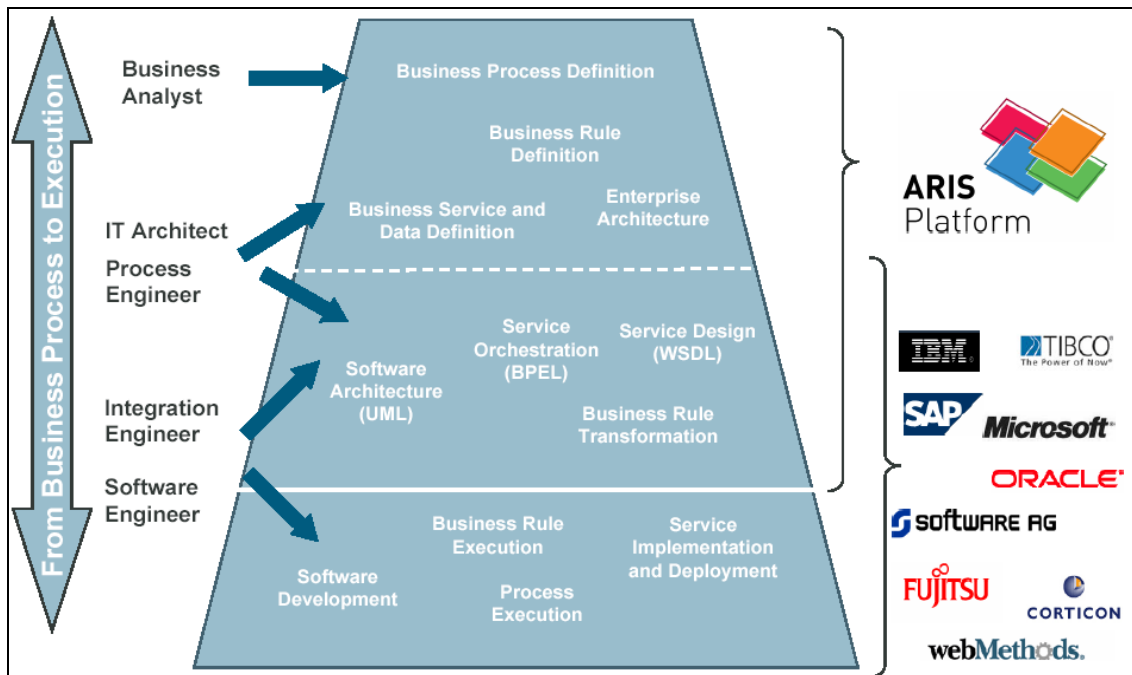 From Business Process to Execution
Business
Analyst
IT Architect
Process
Engineer
Integration
Engineer
Software
Engineer
Business Process Definition
Business Rule
Definition
Business Service and
Data Definition
Enterprise
Architecture
Service
Orchestration
(BPEL)
Service Design
(WSDL)
Software
Architecture
(UML)
Business Rule
Transformation
Business Rule
Execution
Service
Implementation
and Deployment
Software
Development
Process
Execution
ARIS
Platform
IBM
TIBCO®
The Power of Now®
SAP
Microsoft®
ORACLE®
software AG
FUJITSU
CORTICON
webMethods.